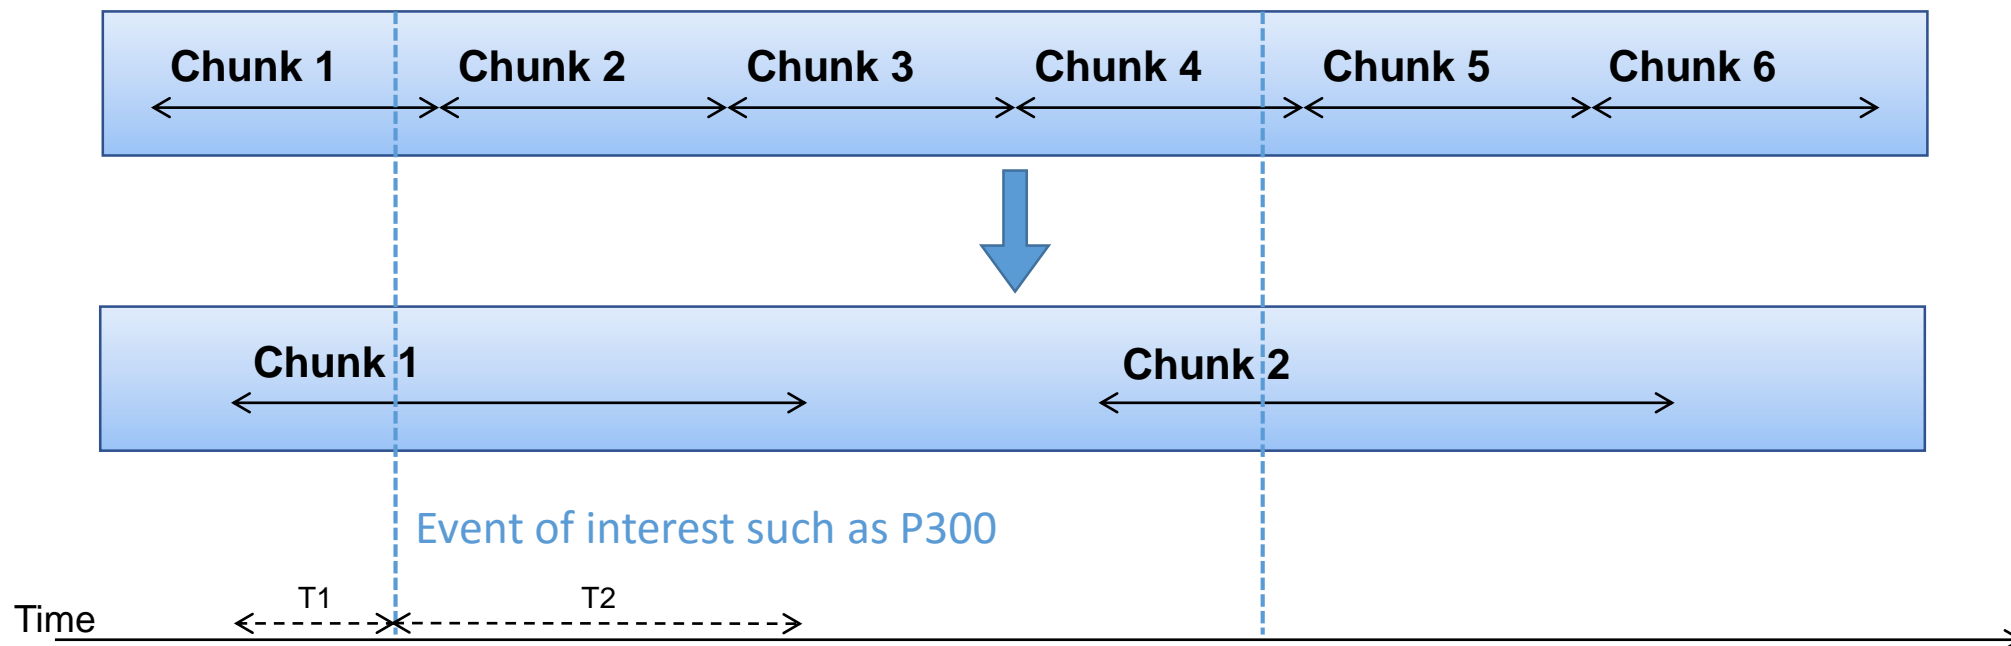 Chunk 1 Chunk 2 Chunk 3 Chunk 4 Chunk 5 Chunk 6
Chunk 1 Chunk 2
Event of interest such as P300
T1 T2
Time